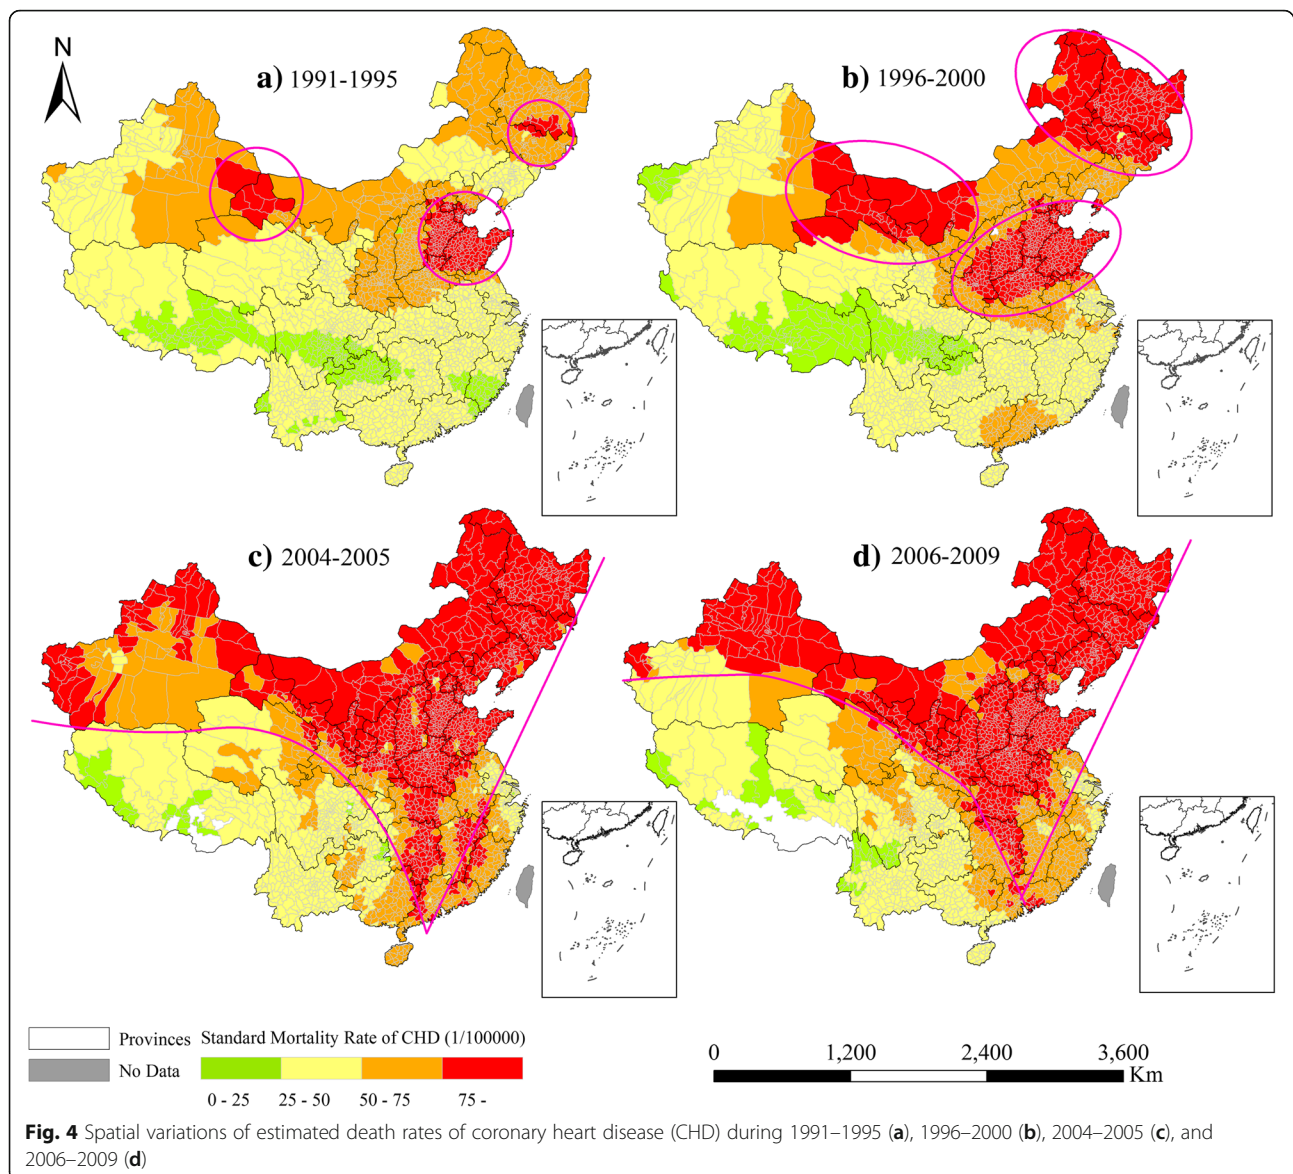 N
a) 1991-1995
b) 1996-2000
c) 2004-2005
d) 2006-2009
Provinces
No Data
Standard Mortality Rate of CHD (1/100000)
0 - 25 25 - 50 50 - 75 75 -
0 1,200 2,400 3,600
Km
Fig. 4 Spatial variations of estimated death rates of coronary heart disease (CHD) during 1991–1995 (a), 1996–2000 (b), 2004–2005 (c), and
2006–2009 (d)